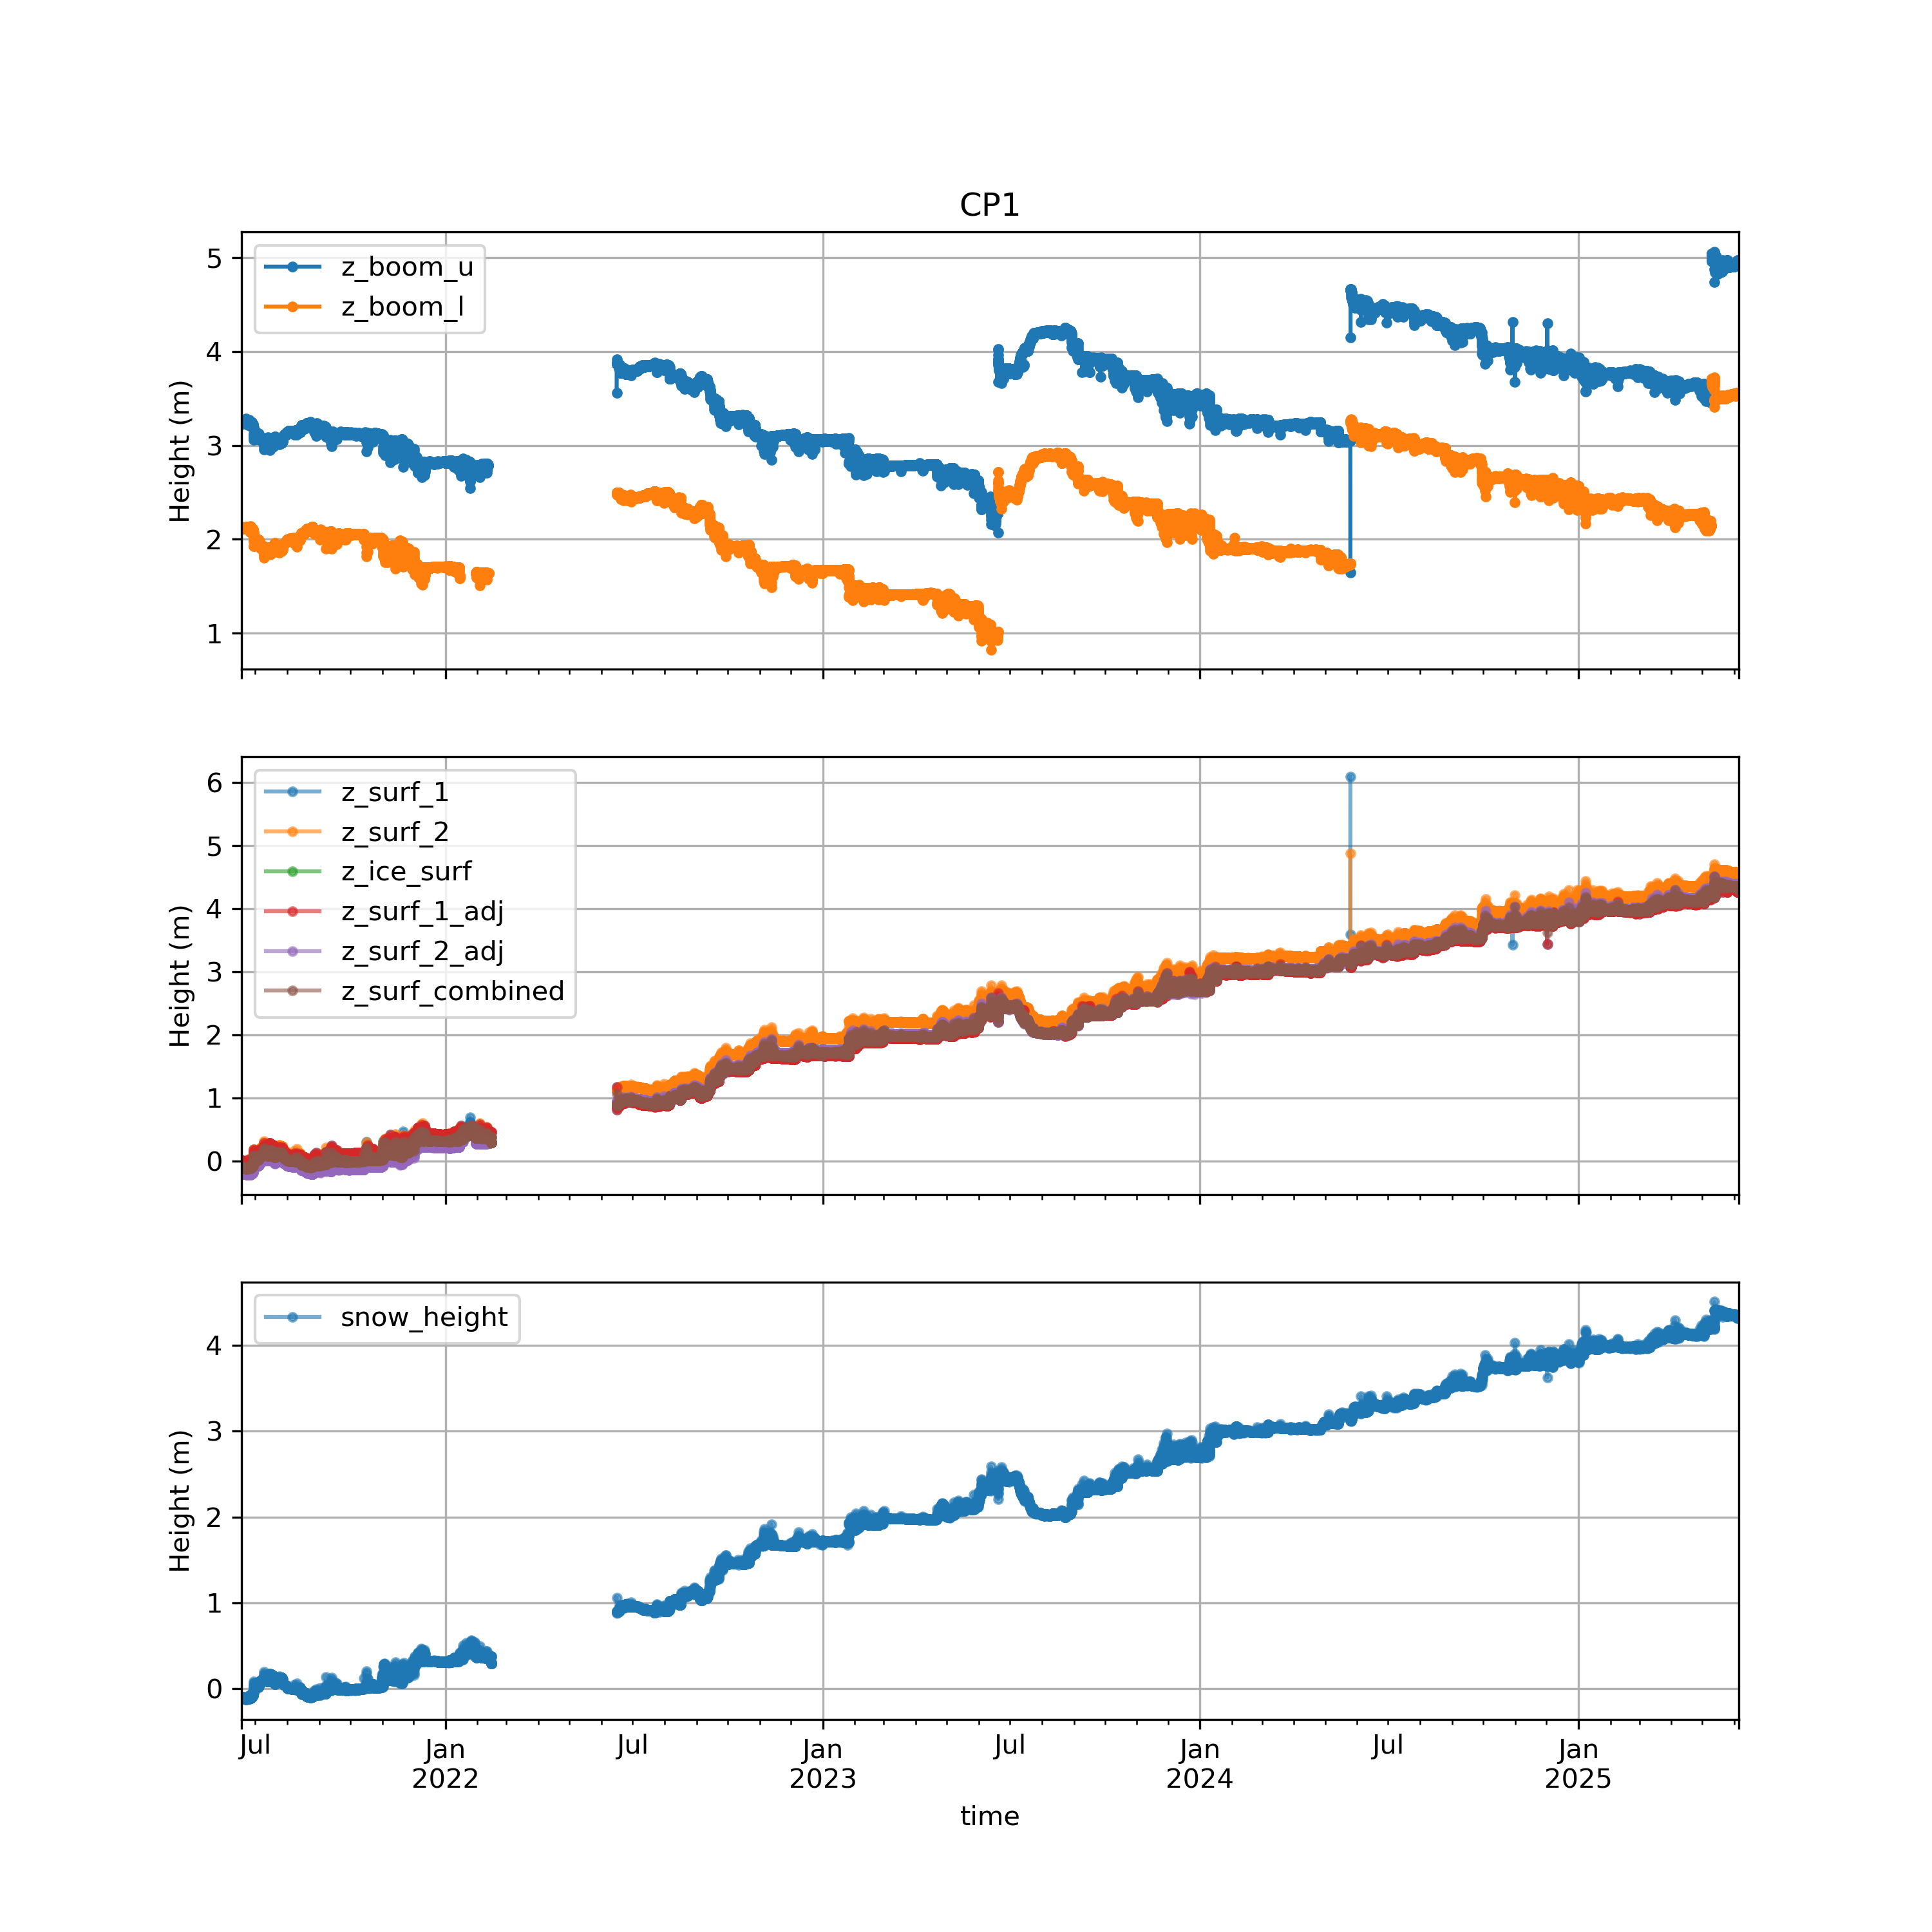 CP1
Height (m)
5
4
3
2
1
z_boom_u
z_boom_l
Height (m)
6
5
4
3
2
1
0
z_surf_1
z_surf_2
z_ice_surf
z_surf_1_adj
z_surf_2_adj
z_surf_combined
Height (m)
4
3
2
1
0
snow_height
Jul Jan Jul Jan Jul Jan Jul Jan
2022 2023 2024 2025
time